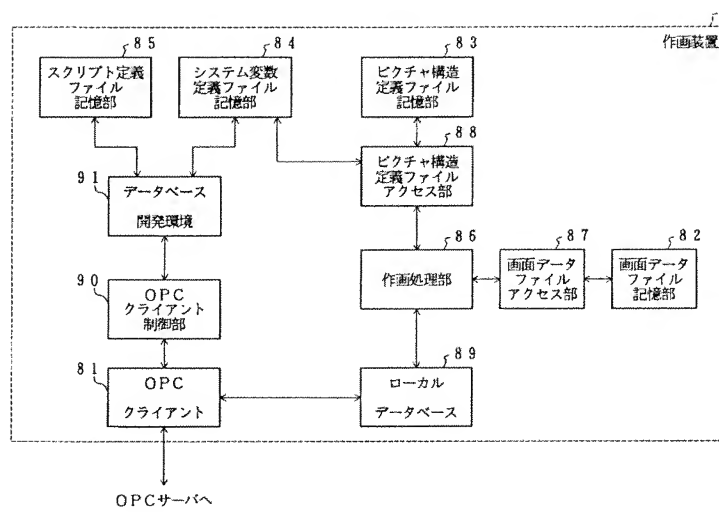 作画装置
85
スクリプト定義
ファイル
記憶部
84
システム変数
定義ファイル
記憶部
83
ピクチャ構造
定義ファイル
記憶部
88
ピクチャ構造
定義ファイル
アクセス部
91
データベース
開発環境
86
作画処理部
87
画面データ
ファイル
アクセス部
82
画面データ
ファイル
記憶部
90
OPC
クライアント
制御部
81
OPC
クライアント
89
ローカル
データベース
OPCサーバへ